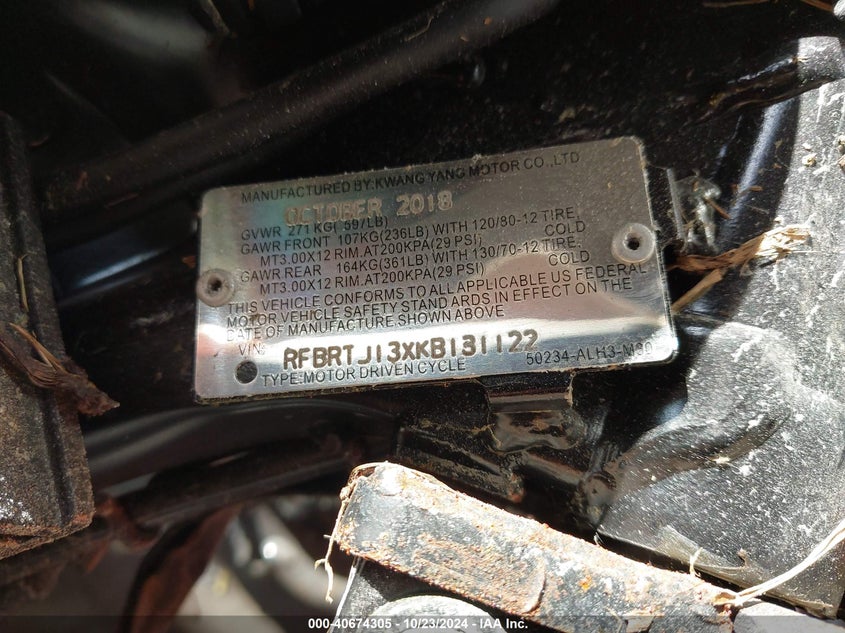 MANUFACTURED BY:KWANG YANG MOTOR CO.,LTD
OCTOBER 2018
GVWR 271 KG( 597LB)
GAWR FRONT 107KG(236LB) WITH 120/80-12 TIRE,
MT3.00X12 RIM.AT200KPA(29 PSI) COLD
GAWR REAR 164KG(361LB) WITH 130/70-12 TIRE,
MT3.00X12 RIM.AT200KPA(29 PSI) COLD
THIS VEHICLE CONFORMS TO ALL APPLICABLE US FEDERAL
MOTOR VEHICLE SAFETY STANDARDS IN EFFECT ON THE
DATE OF MANUFACTURE SHOWN ABOVE
VIN: RFBRTJ13XKB131122
TYPE:MOTOR DRIVEN CYCLE 50234-ALH3-M90
000-40674305 - 10/23/2024 - IAA Inc.